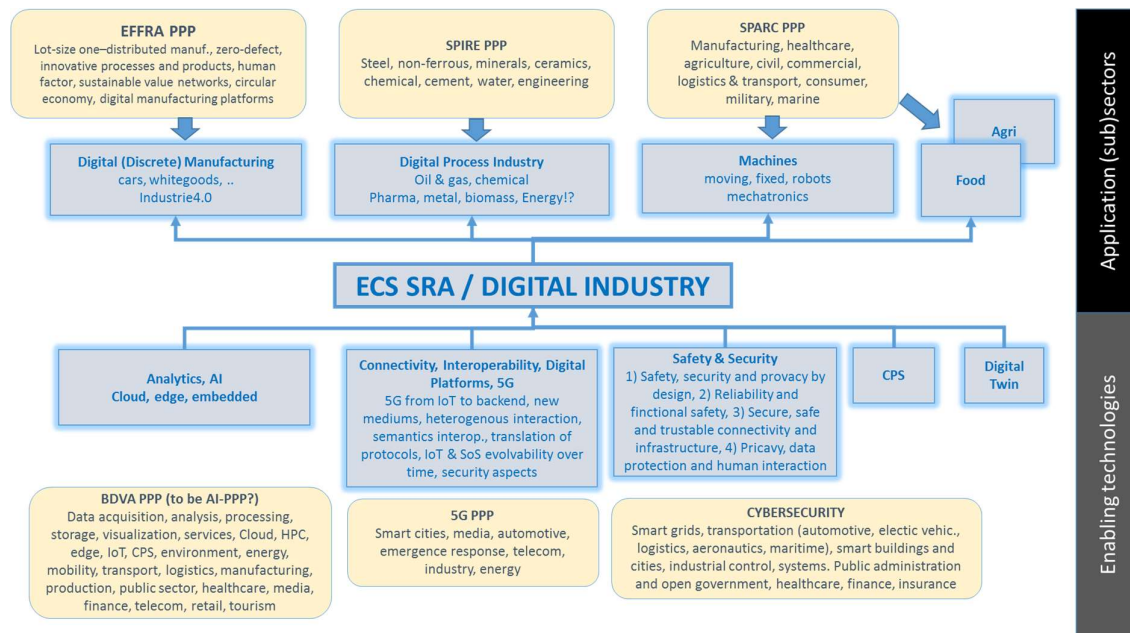 EFFRA PPP
Lot-size one–distributed manuf., zero-defect,
innovative processes and products, human
factor, sustainable value networks, circular
economy, digital manufacturing platforms
SPIRE PPP
Steel, non-ferrous, minerals, ceramics,
chemical, cement, water, engineering
SPARC PPP
Manufacturing, healthcare,
agriculture, civil, commercial,
logistics & transport, consumer,
military, marine
Agri
Food
Digital (Discrete) Manufacturing
cars, whitegoods, ..
Industrie4.0
Digital Process Industry
Oil & gas, chemical
Pharma, metal, biomass, Energy!?
Machines
moving, fixed, robots
mechatronics
Application (sub)sectors
ECS SRA / DIGITAL INDUSTRY
Analytics, AI
Cloud, edge, embedded
Connectivity, Interoperability, Digital
Platforms, 5G
5G from IoT to backend, new
mediums, heterogenous interaction,
semantics interop., translation of
protocols, IoT & SoS evolvability over
time, security aspects
Safety & Security
1) Safety, security and provacy by
design, 2) Reliability and
finctional safety, 3) Secure, safe
and trustable connectivity and
infrastructure, 4) Pricavy, data
protection and human interaction
CPS
Digital
Twin
BDVA PPP (to be AI-PPP?)
Data acquisition, analysis, processing,
storage, visualization, services, Cloud, HPC,
edge, IoT, CPS, environment, energy,
mobility, transport, logistics, manufacturing,
production, public sector, healthcare, media,
finance, telecom, retail, tourism
5G PPP
Smart cities, media, automotive,
emergence response, telecom,
industry, energy
CYBERSECURITY
Smart grids, transportation (automotive, electic vehic.,
logistics, aeronautics, maritime), smart buildings and
cities, industrial control, systems. Public administration
and open government, healthcare, finance, insurance
Enabling technologies